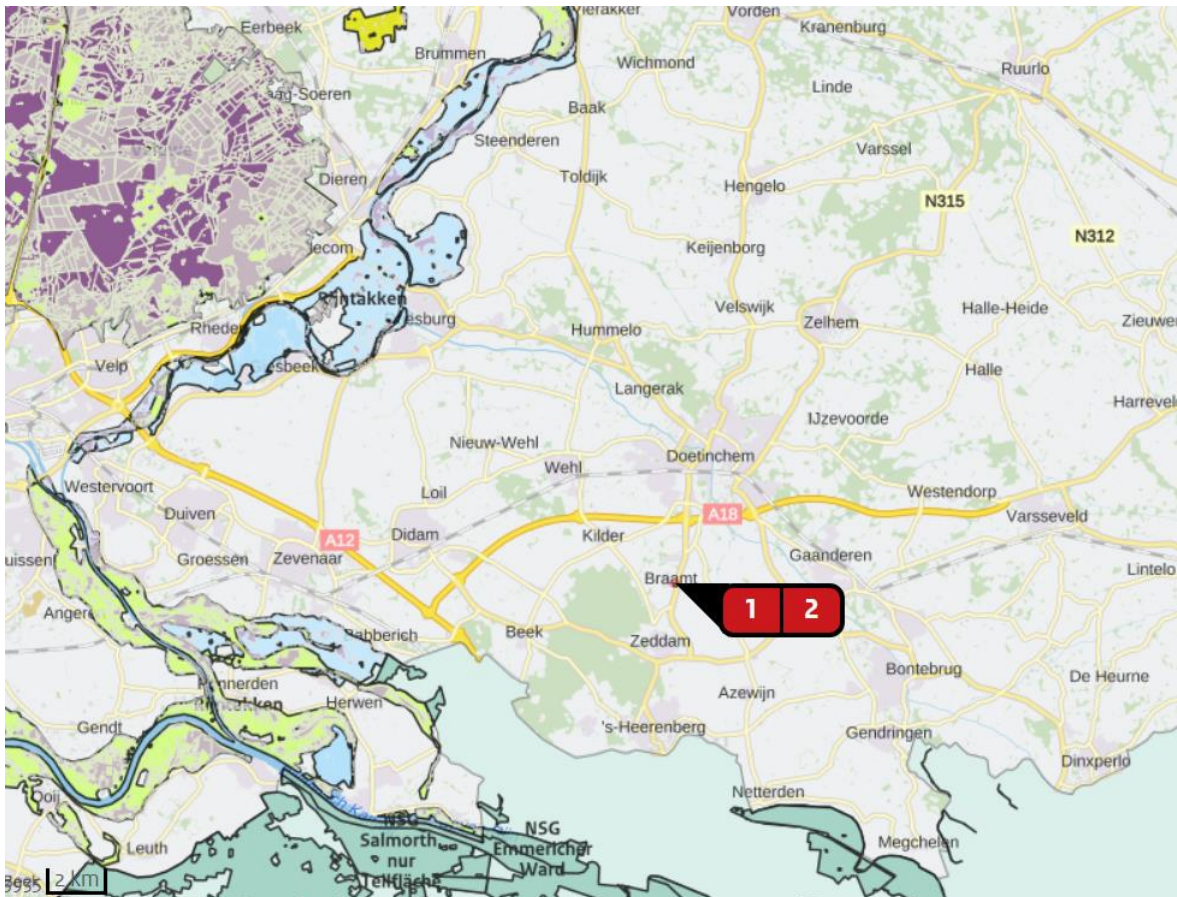 Eerbeek
Vierakker
Vorden
Kranenburg
Brummen
Wichmond
Ruurlo
Linde
Baak
Steenderen
Varssel
Toldijk
Dieren
Hengelo
N315
N312
Keijenborg
Rijntakken
Velswijk
Halle-Heide
Rheden
Hummelo
Zelhem
Velp
Langerak
Halle
IJzevoorde
Nieuw-Wehl
Wehl
Doetinchem
Westervoort
Loil
Westendorp
Duiven
Didam
A18
Varsseveld
A12
Kilder
Groessen
Zevenaar
Gaanderen
Braamt
Lintelo
1
2
Beek
Zeddam
Babberich
Bontebrug
De Heurne
Azewijn
Herwen
Gendt
's-Heerenberg
Gendringen
Dinxperlo
Netterden
NSG
Salmorth
nur
Teilfläche
NSG
Emmericher
Ward
Megchelen
Leuth
2 km